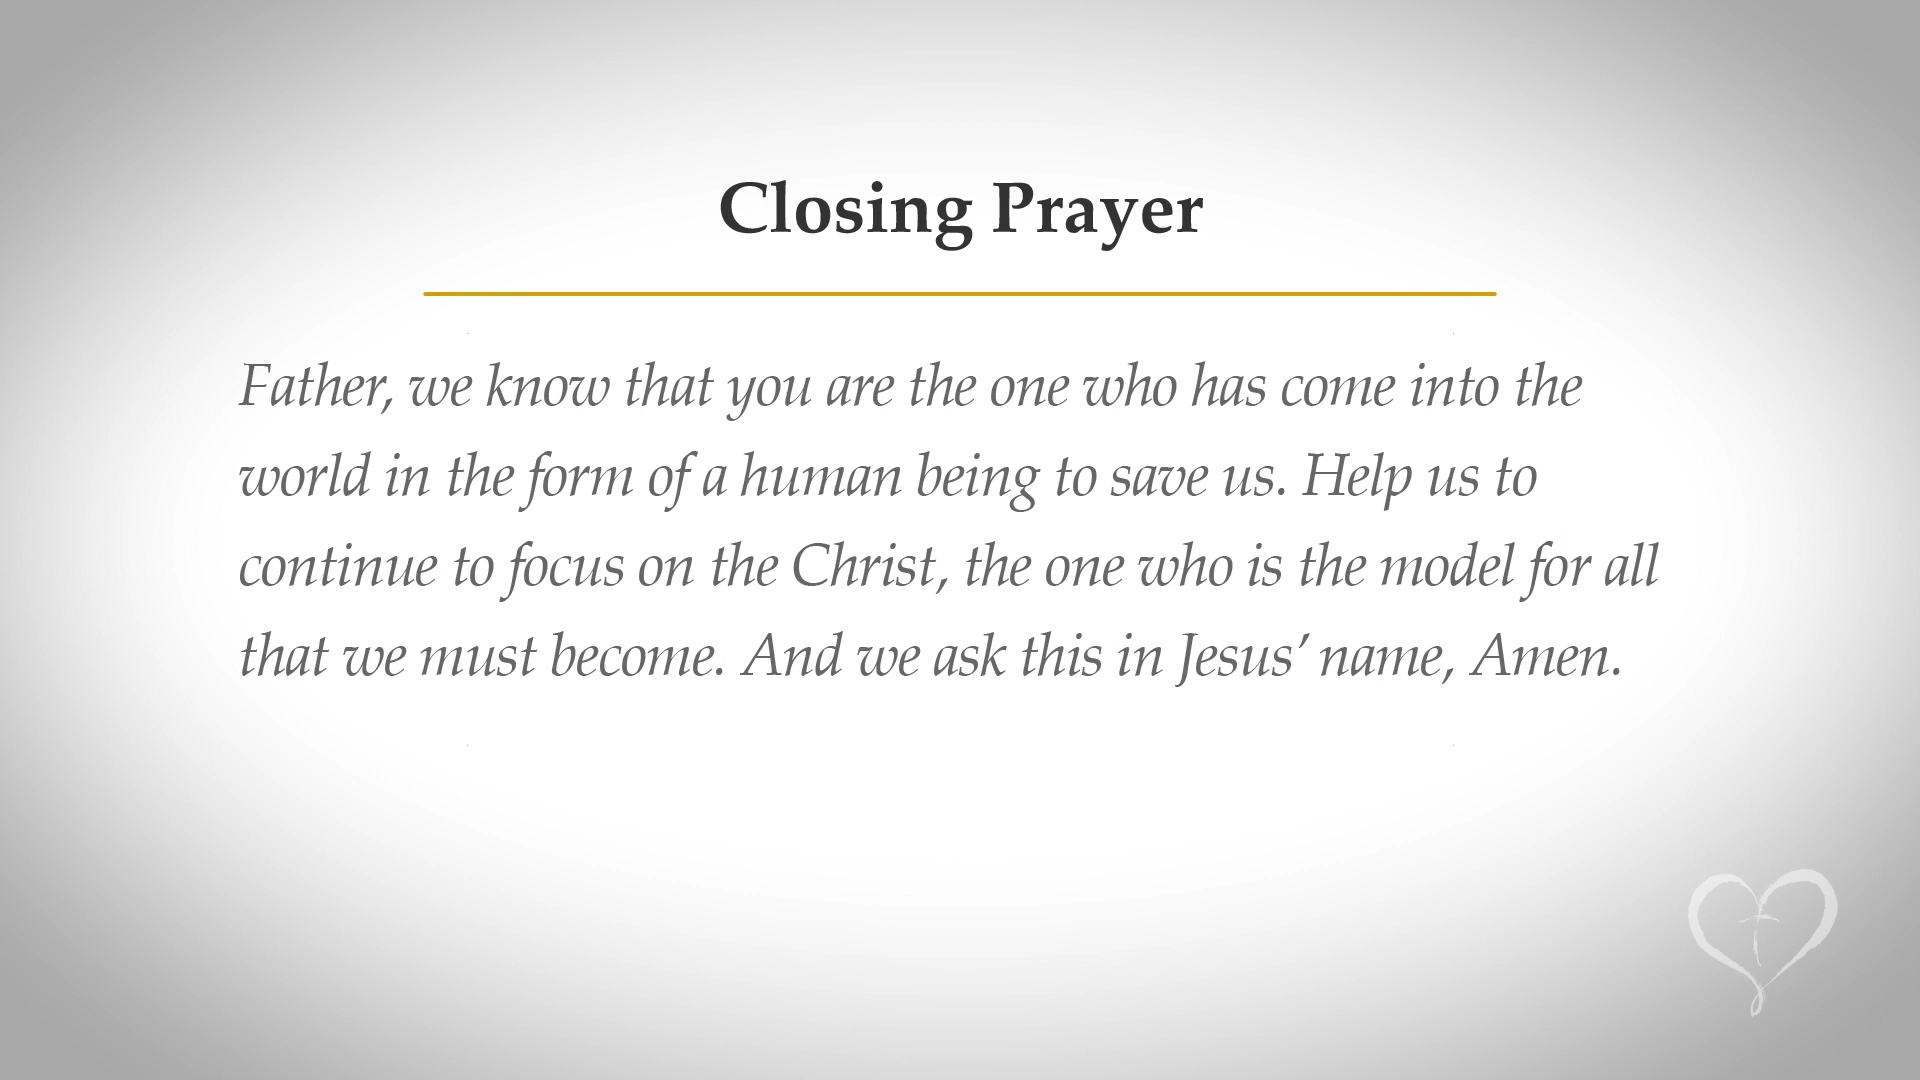 Closing Prayer
Father, we know that you are the one who has come into the
world in the form of a human being to save us. Help us to
continue to focus on the Christ, the one who is the model for all
that we must become. And we ask this in Jesus’ name, Amen.